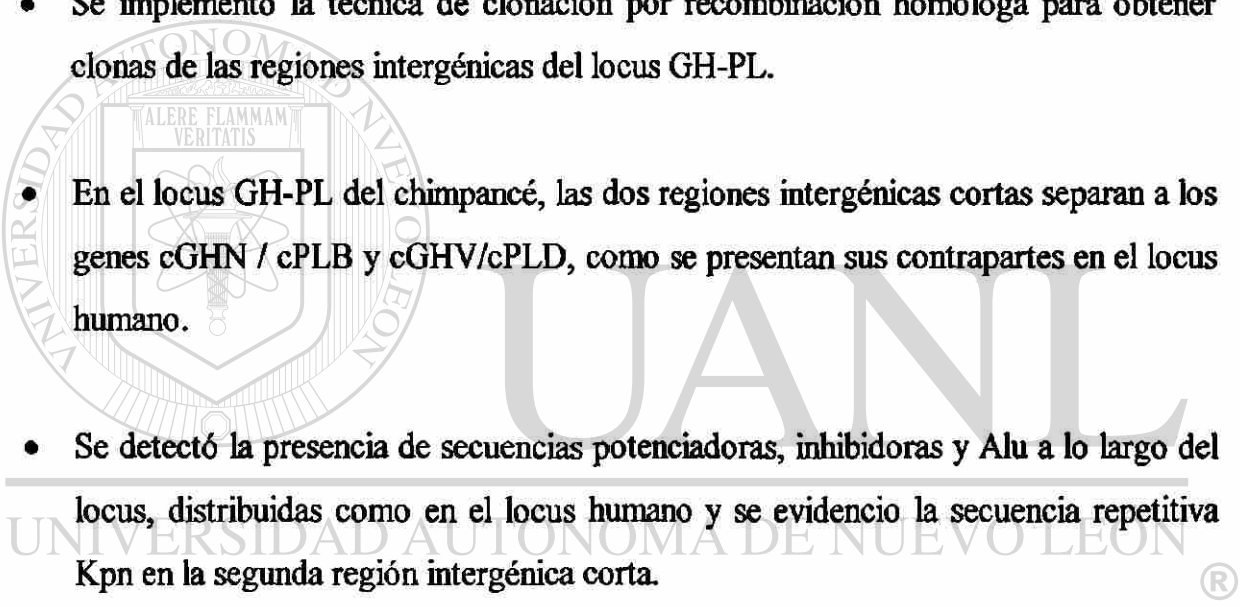 • Se implementó la técnica de clonación por recombinación homóloga para obtener
clonas de las regiones intergénicas del locus GH-PL.
ALERE FLAMMAM
VERITATIS
• En el locus GH-PL del chimpancé, las dos regiones intergénicas cortas separan a los
genes cGHN / cPLB y cGHV/cPLD, como se presentan sus contrapartes en el locus
humano.
UANL
• Se detectó la presencia de secuencias potenciadoras, inhibidoras y Alu a lo largo del
locus, distribuidas como en el locus humano y se evidencio la secuencia repetitiva
UNIVERSIDAD AUTONOMA DE NUEVO LEON
Kpn en la segunda región intergénica corta.
®